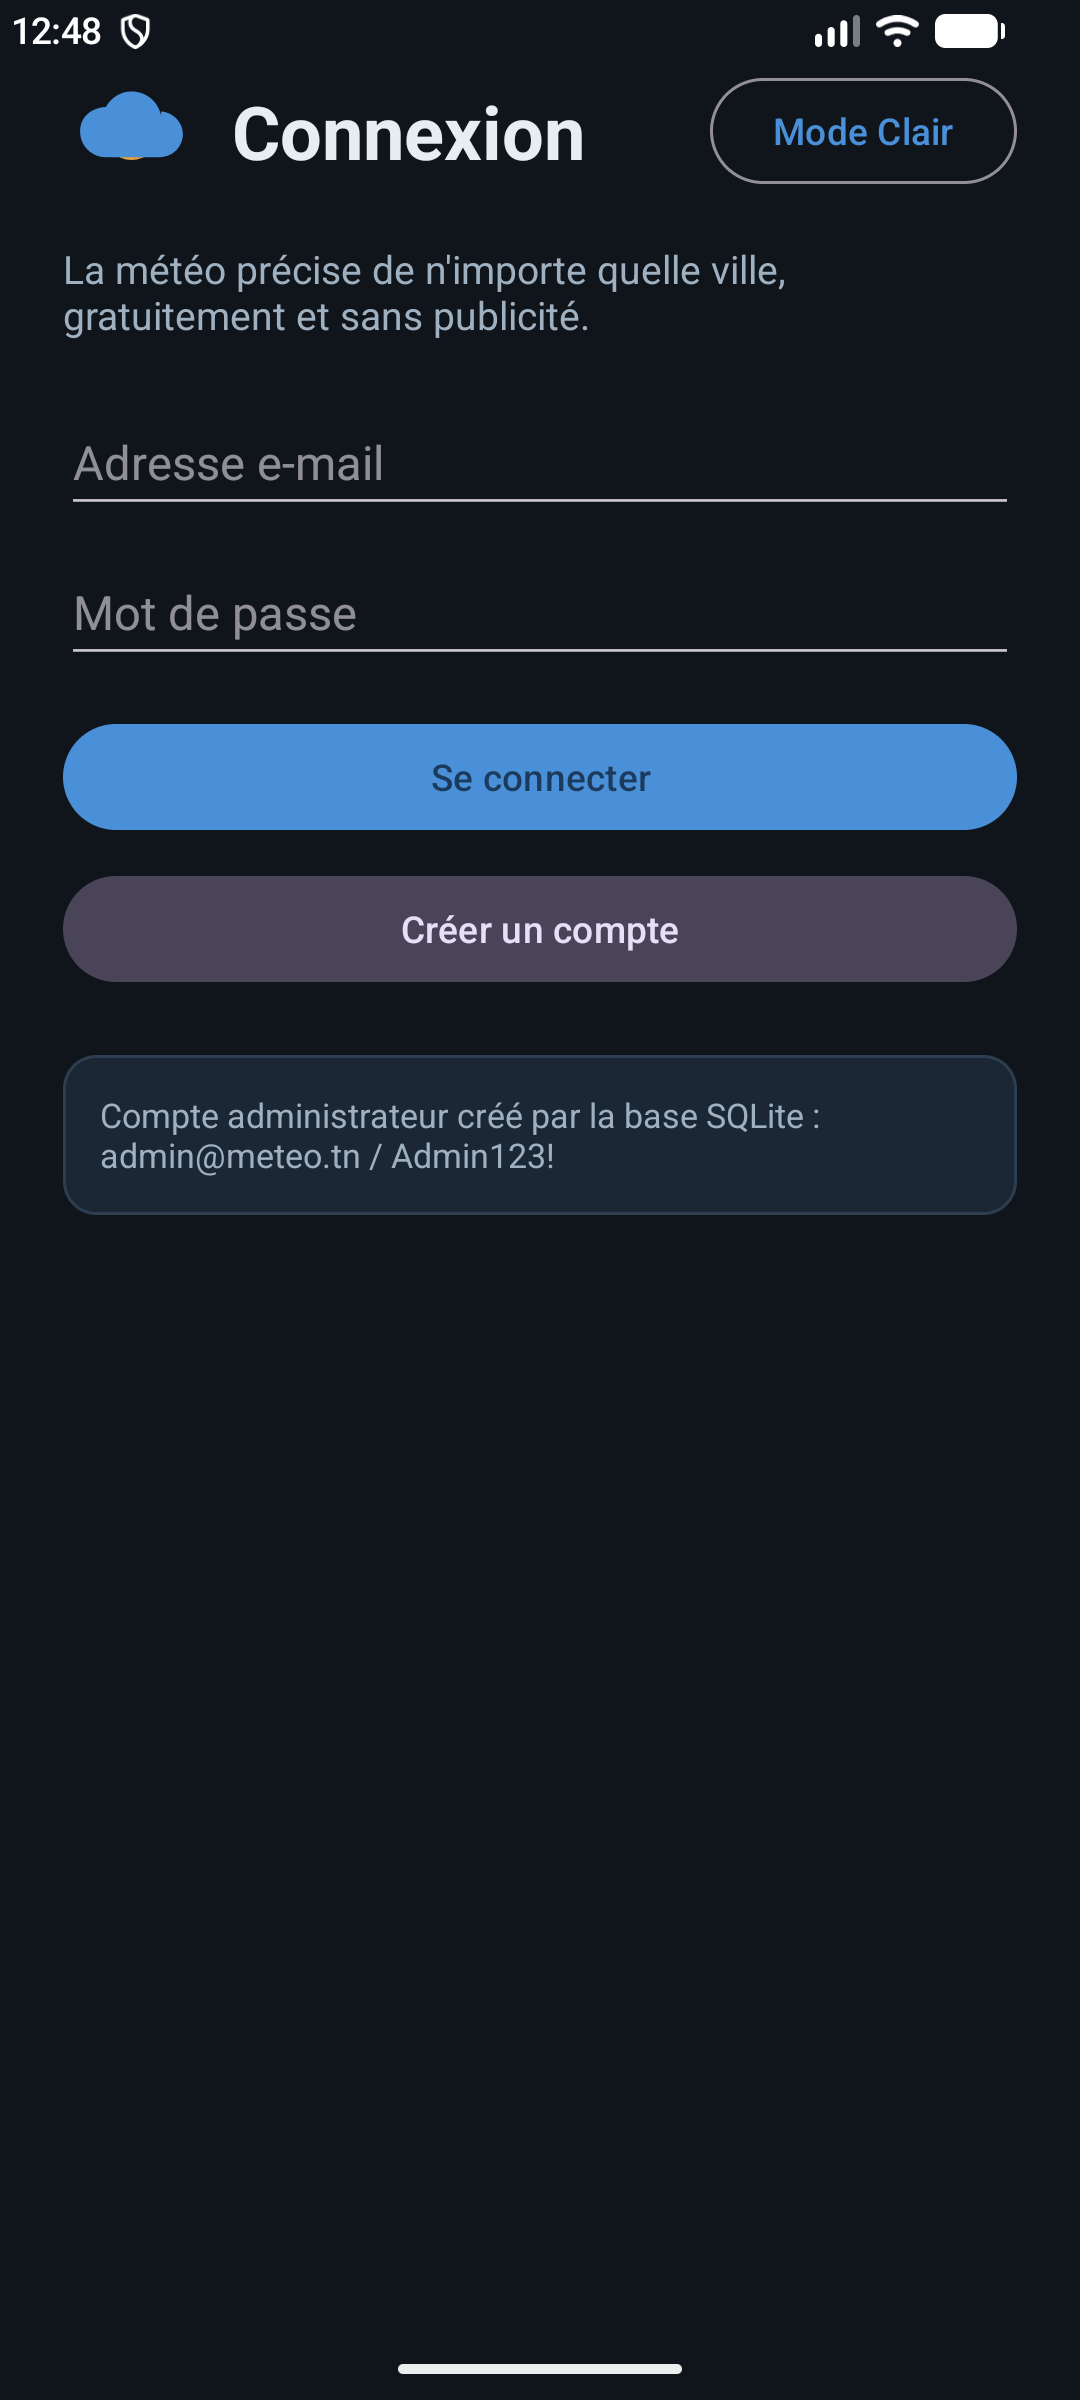 12:48
Connexion
Mode Clair
La météo précise de n'importe quelle ville,
gratuitement et sans publicité.
Adresse e-mail
Mot de passe
Se connecter
Créer un compte
Compte administrateur créé par la base SQLite :
admin@meteo.tn / Admin123!